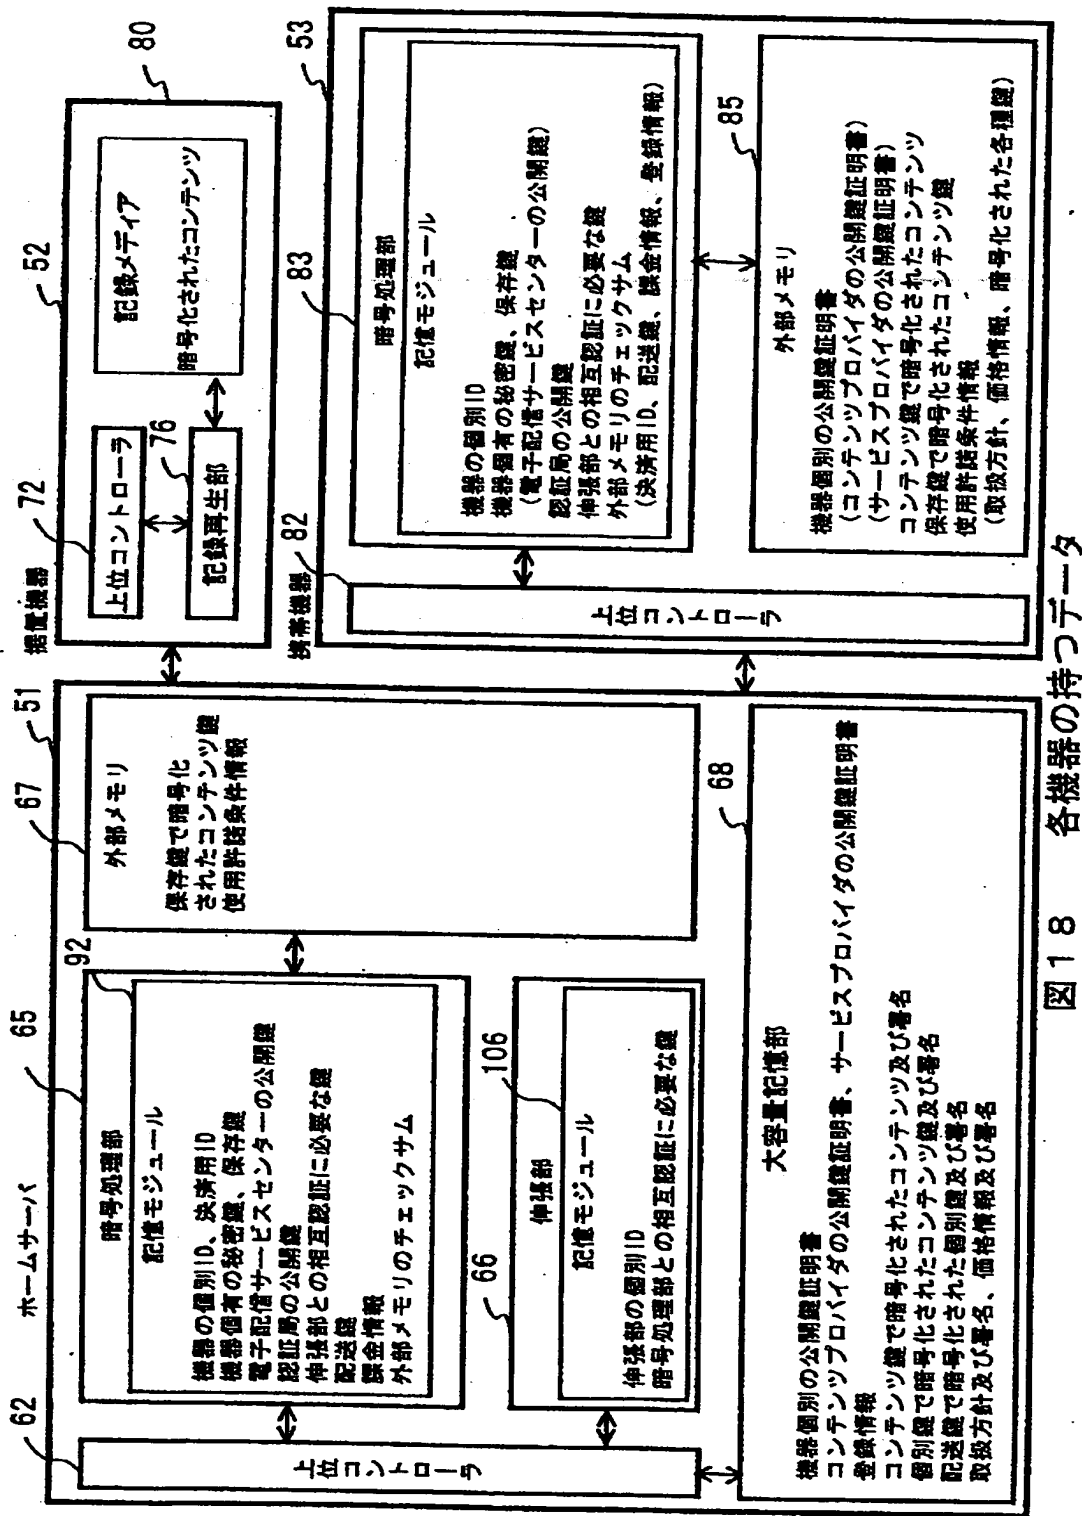 ホームサーバ
51
62
上位コントローラ
65
暗号処理部
92
記憶モジュール
機器の個別ID、決済用ID
機器個有の秘密鍵、保存鍵
電子配信サービスセンターの公開鍵
認証局の公開鍵
伸張部との相互認証に必要な鍵
配送鍵
課金情報
外部メモリのチェックサム
67
外部メモリ
保存鍵で暗号化
されたコンテンツ鍵
使用許諾条件情報
66
伸張部
106
記憶モジュール
伸張部の個別ID
暗号処理部との相互認証に必要な鍵
68
大容量記憶部
機器個別の公開鍵証明書
コンテンツプロバイダの公開鍵証明書、サービスプロバイダの公開鍵証明書
登録情報
コンテンツ鍵で暗号化されたコンテンツ及び署名
個別鍵で暗号化されたコンテンツ鍵及び署名
配送鍵で暗号化された個別鍵及び署名
取扱方針及び署名、価格情報及び署名
据置機器
52
72
上位コントローラ
76
記録再生部
80
記録メディア
暗号化されたコンテンツ
携帯機器
53
82
上位コントローラ
83
暗号処理部
記憶モジュール
機器の個別ID
機器個有の秘密鍵、保存鍵
(電子配信サービスセンターの公開鍵)
認証局の公開鍵
伸張部との相互認証に必要な鍵
外部メモリのチェックサム
(決済用ID、配送鍵、課金情報、登録情報)
85
外部メモリ
機器個別の公開鍵証明書
(コンテンツプロバイダの公開鍵証明書)
(サービスプロバイダの公開鍵証明書)
コンテンツ鍵で暗号化されたコンテンツ
保存鍵で暗号化されたコンテンツ鍵
使用許諾条件情報
(取扱方針、価格情報、暗号化された各種鍵)
図18 各機器の持つデータ